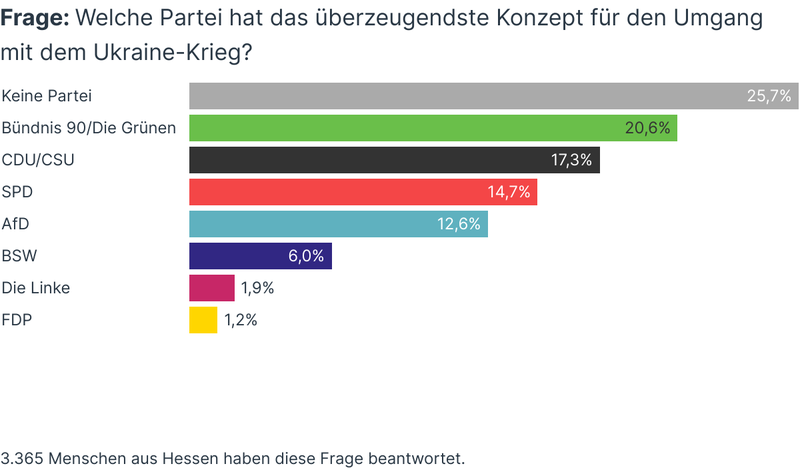 Frage: Welche Partei hat das überzeugendste Konzept für den Umgang
mit dem Ukraine-Krieg?
Keine Partei 25,7%
Bündnis 90/Die Grünen 20,6%
CDU/CSU 17,3%
SPD 14,7%
AfD 12,6%
BSW 6,0%
Die Linke 1,9%
FDP 1,2%
3.365 Menschen aus Hessen haben diese Frage beantwortet.